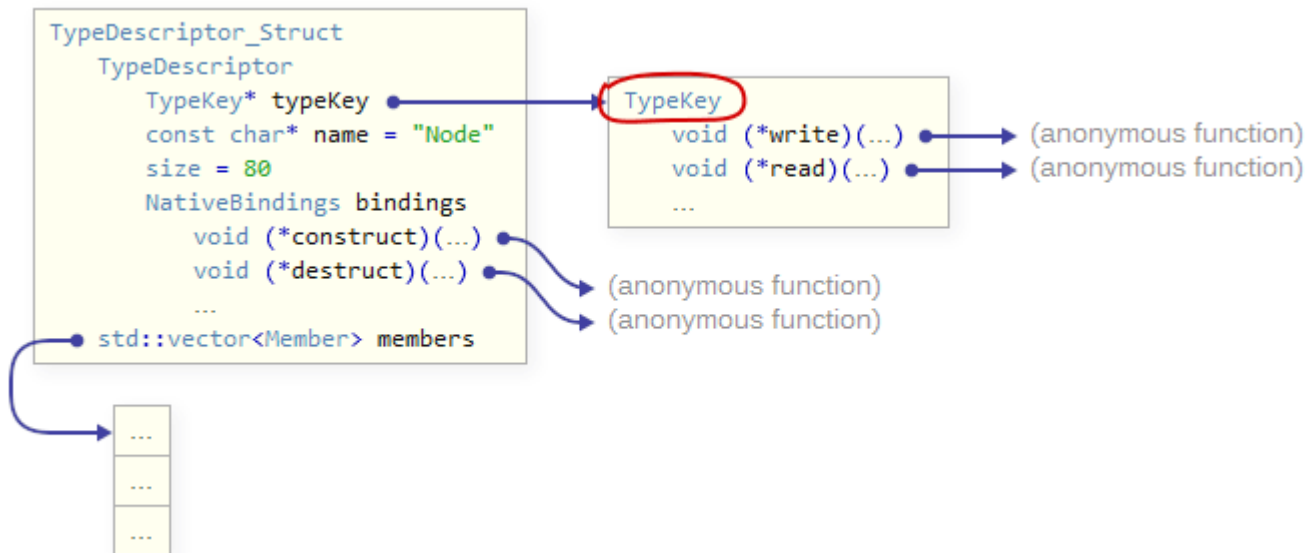 TypeDescriptor_Struct
TypeDescriptor
TypeKey* typeKey
const char* name = "Node"
size = 80
NativeBindings bindings
void (*construct)(...)
void (*destruct)(...)
...
std::vector<Member> members
TypeKey
void (*write)(...)
void (*read)(...)
...
(anonymous function)
(anonymous function)
(anonymous function)
(anonymous function)
...
...
...